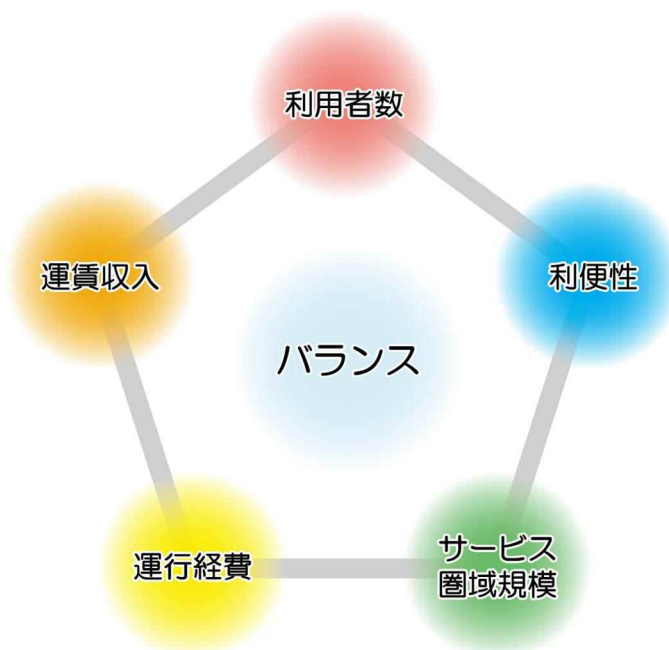 利用者数
運賃収入
利便性
バランス
運行経費
サービス
圏域規模